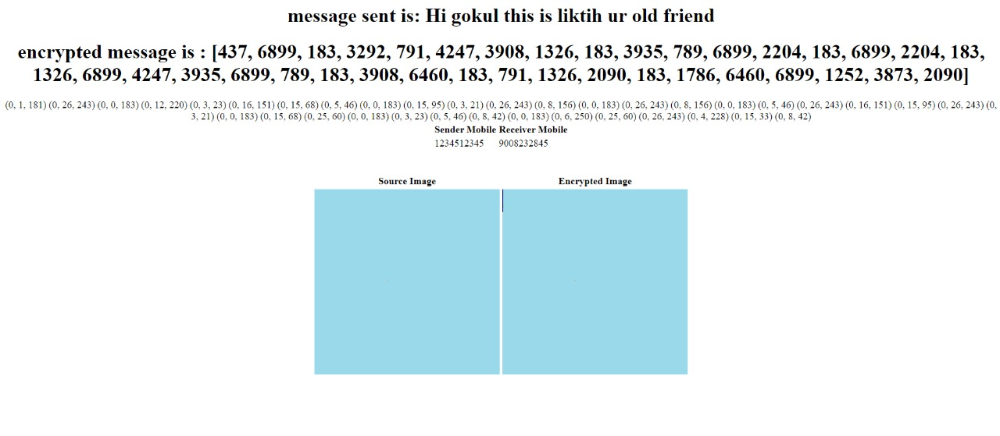 message sent is: Hi gokul this is liktih ur old friend
encrypted message is : [437, 6899, 183, 3292, 791, 4247, 3908, 1326, 183, 3935, 789, 6899, 2204, 183, 6899, 2204, 183,
1326, 6899, 4247, 3935, 6899, 789, 183, 3908, 6460, 183, 791, 1326, 2090, 183, 1786, 6460, 6899, 1252, 3873, 2090]
(0, 1, 181) (0, 26, 243) (0, 0, 183) (0, 12, 220) (0, 3, 23) (0, 16, 151) (0, 15, 68) (0, 5, 46) (0, 0, 183) (0, 15, 95) (0, 3, 21) (0, 26, 243) (0, 8, 156) (0, 0, 183) (0, 26, 243) (0, 8, 156) (0, 0, 183) (0, 5, 46) (0, 26, 243) (0, 16, 151) (0, 15, 95) (0, 26, 243) (0,
3, 21) (0, 0, 183) (0, 15, 68) (0, 25, 60) (0, 0, 183) (0, 3, 23) (0, 5, 46) (0, 8, 42) (0, 0, 183) (0, 6, 250) (0, 25, 60) (0, 26, 243) (0, 4, 228) (0, 15, 33) (0, 8, 42)
Sender Mobile Receiver Mobile
1234512345 9008232845
Source Image Encrypted Image